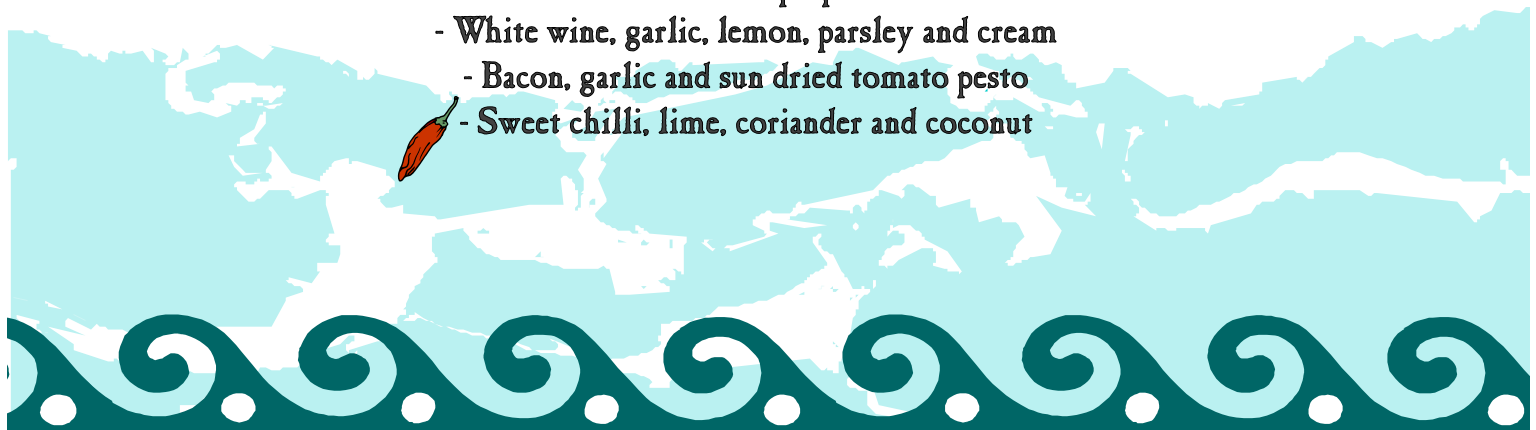 - White wine, garlic, lemon, parsley and cream
- Bacon, garlic and sun dried tomato pesto
- Sweet chilli, lime, coriander and coconut